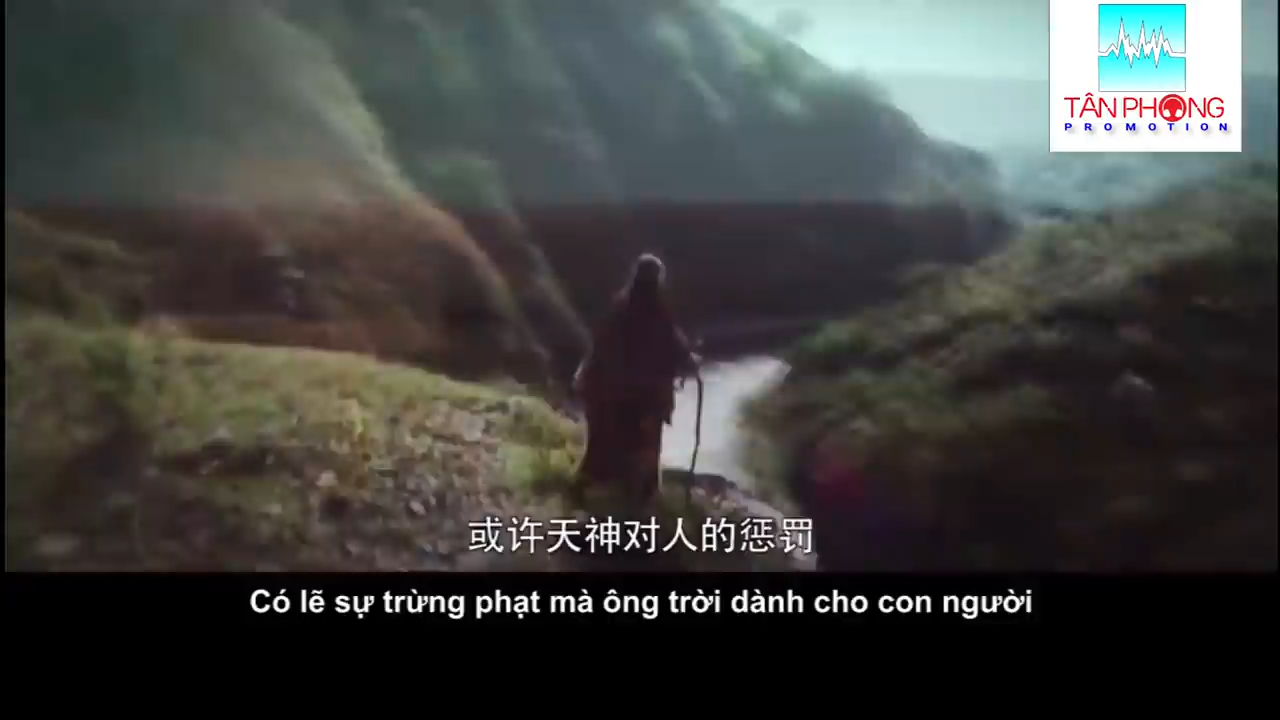 TÂN PHONG
PROMOTION
或许天神对人的惩罚
Có lẽ sự trừng phạt mà ông trời dành cho con người